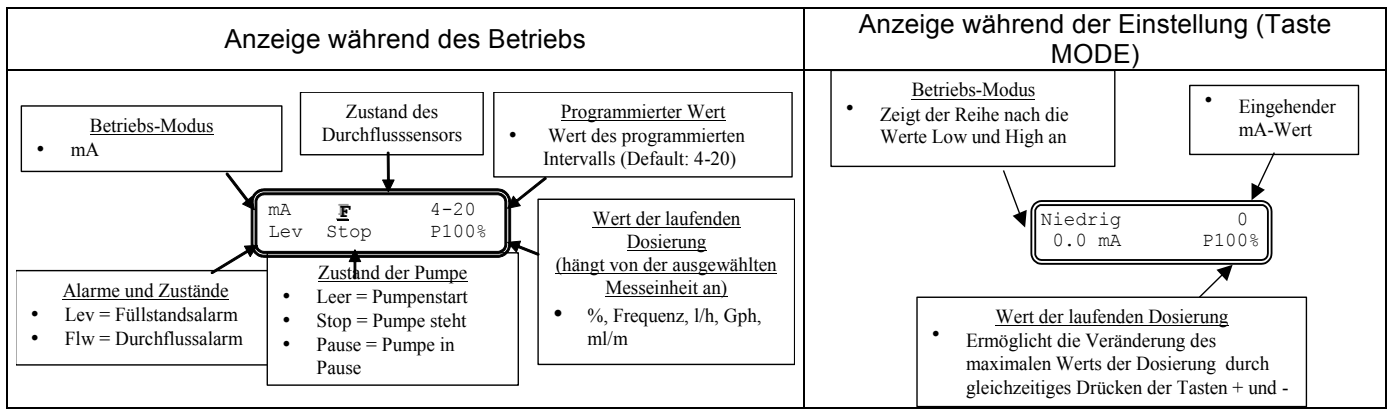 Anzeige während des Betriebs
Anzeige während der Einstellung (Taste
MODE)
Betriebs-Modus
• mA
Zustand des
Durchflusssensors
Programmierter Wert
• Wert des programmierten
Intervalls (Default: 4-20)
mA F 4-20
Lev Stop P100%
Alarme und Zustände
• Lev = Füllstandsalarm
• Flw = Durchflussalarm
Zustand der Pumpe
• Leer = Pumpenstart
• Stop = Pumpe steht
• Pause = Pumpe in
Pause
Wert der laufenden
Dosierung
(hängt von der ausgewählten
Messeinheit an)
• %, Frequenz, l/h, Gph,
ml/m
Betriebs-Modus
• Zeigt der Reihe nach die
Werte Low und High an
• Eingehender
mA-Wert
Niedrig 0
0.0 mA P100%
Wert der laufenden Dosierung
• Ermöglicht die Veränderung des
maximalen Werts der Dosierung durch
gleichzeitiges Drücken der Tasten + und -